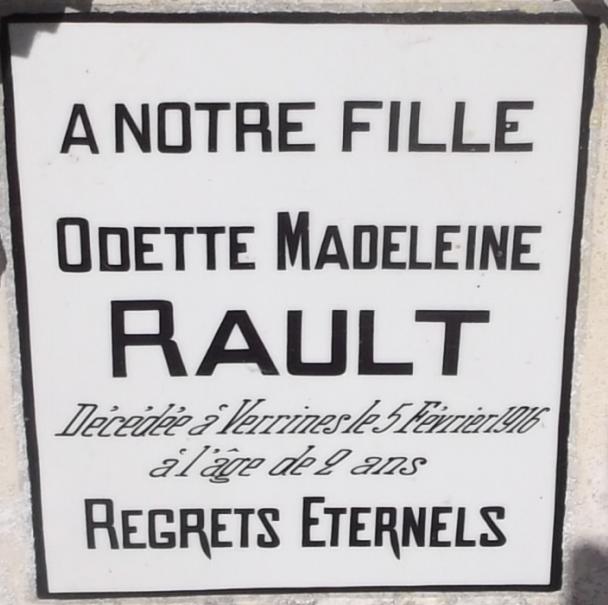 A NOTRE FILLE
ODETTE MADELEINE
RAULT
Décédée à Verrines le 5 Février 1916
à l'âge de 2 ans
REGRETS ETERNELS